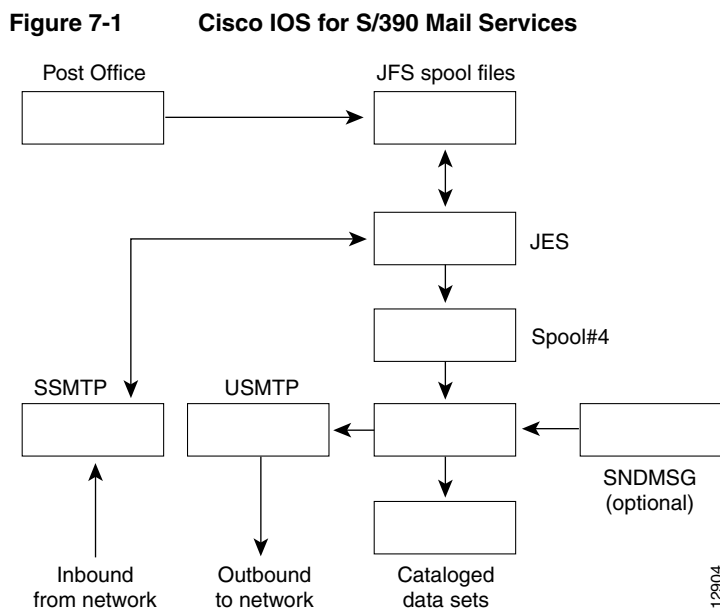 Figure 7-1 Cisco IOS for S/390 Mail Services
Post Office
JFS spool files
JES
Spool#4
SSMTP
USMTP
SNDMSG
(optional)
Inbound
from network
Outbound
to network
Cataloged
data sets
12904